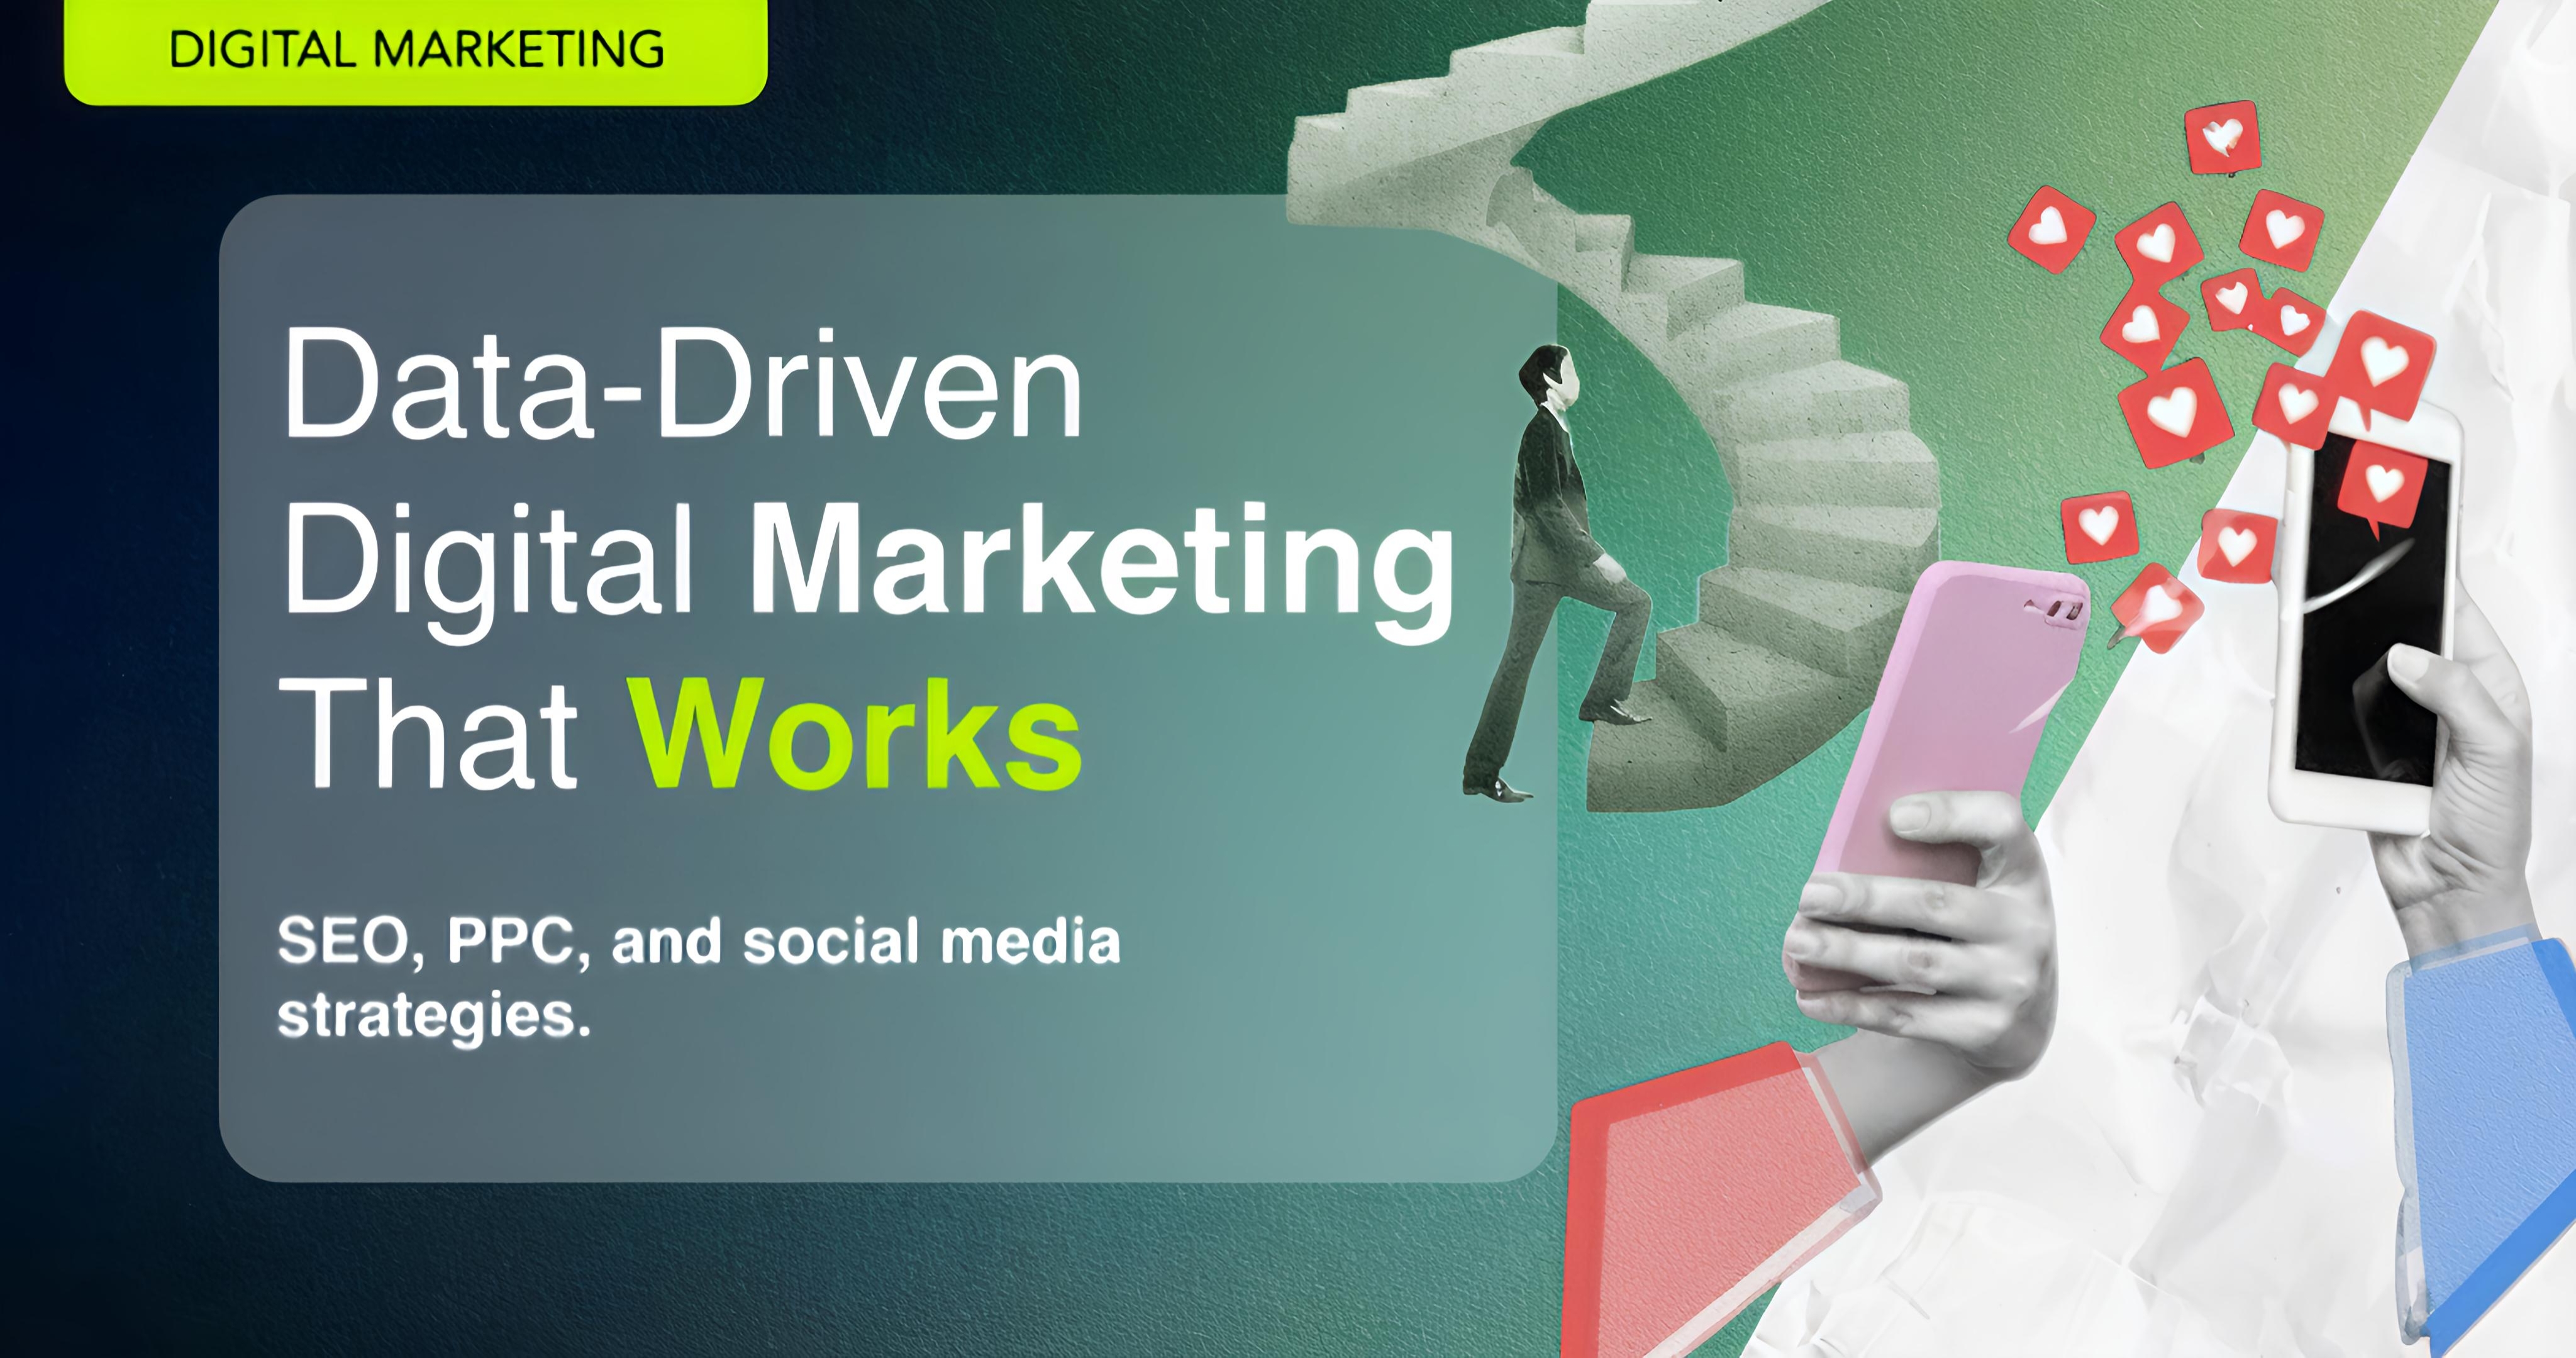 DIGITAL MARKETING
Data-Driven
Digital Marketing
That Works
SEO, PPC, and social media
strategies.